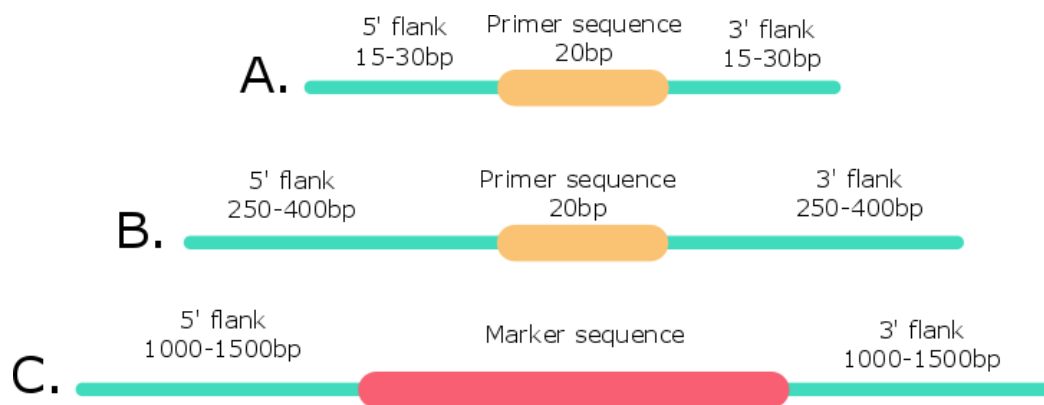 5' flank
15-30bp
Primer sequence
20bp
3' flank
15-30bp
A.
5' flank
250-400bp
Primer sequence
20bp
3' flank
250-400bp
B.
5' flank
1000-1500bp
Marker sequence
3' flank
1000-1500bp
C.